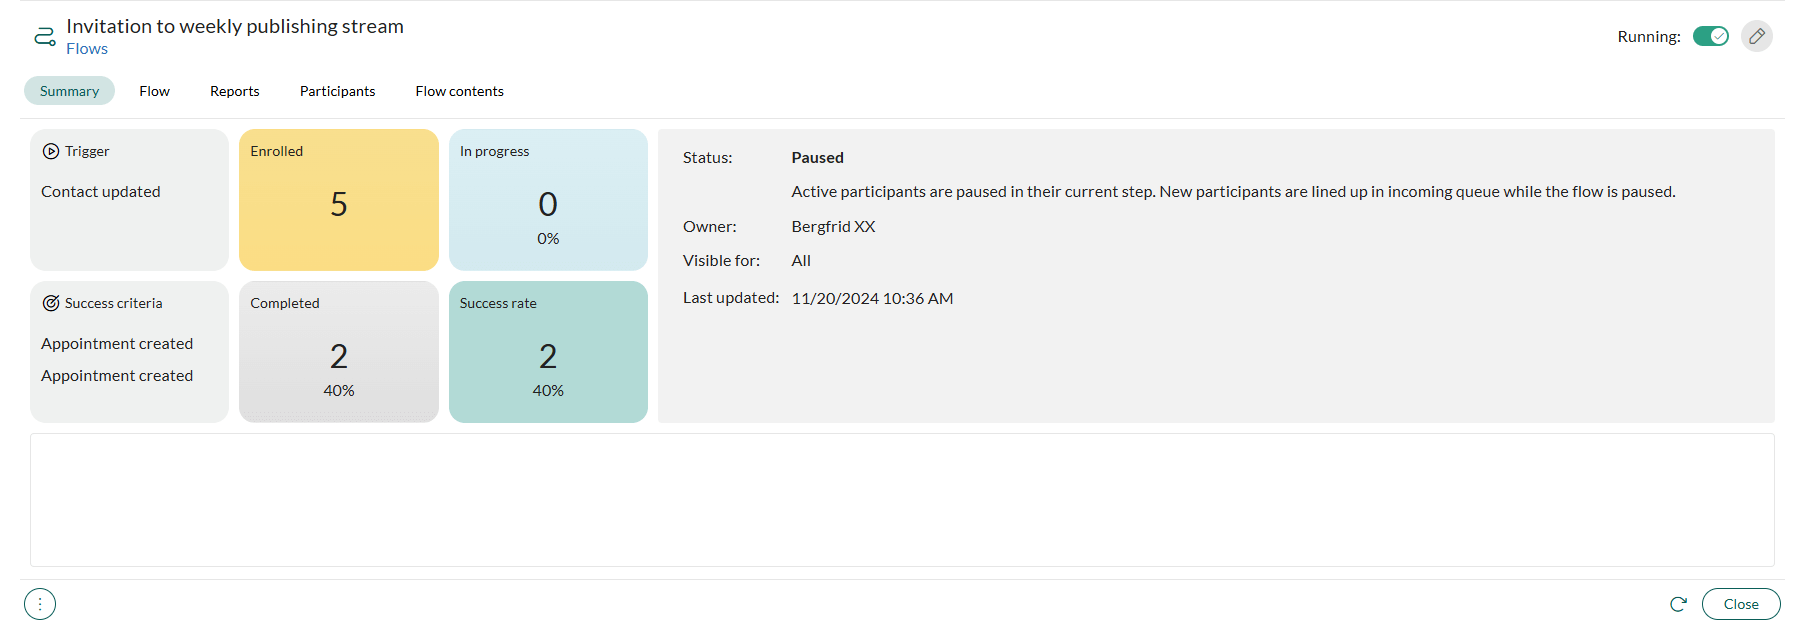 Invitation to weekly publishing stream
Flows
Running:
Summary
Flow
Reports
Participants
Flow contents
Trigger
Contact updated
Enrolled
5
In progress
0
0%
Success criteria
Appointment created
Appointment created
Completed
2
40%
Success rate
2
40%
Status: Paused
Active participants are paused in their current step. New participants are lined up in incoming queue while the flow is paused.
Owner: Bergfrid XX
Visible for: All
Last updated: 11/20/2024 10:36 AM
Close